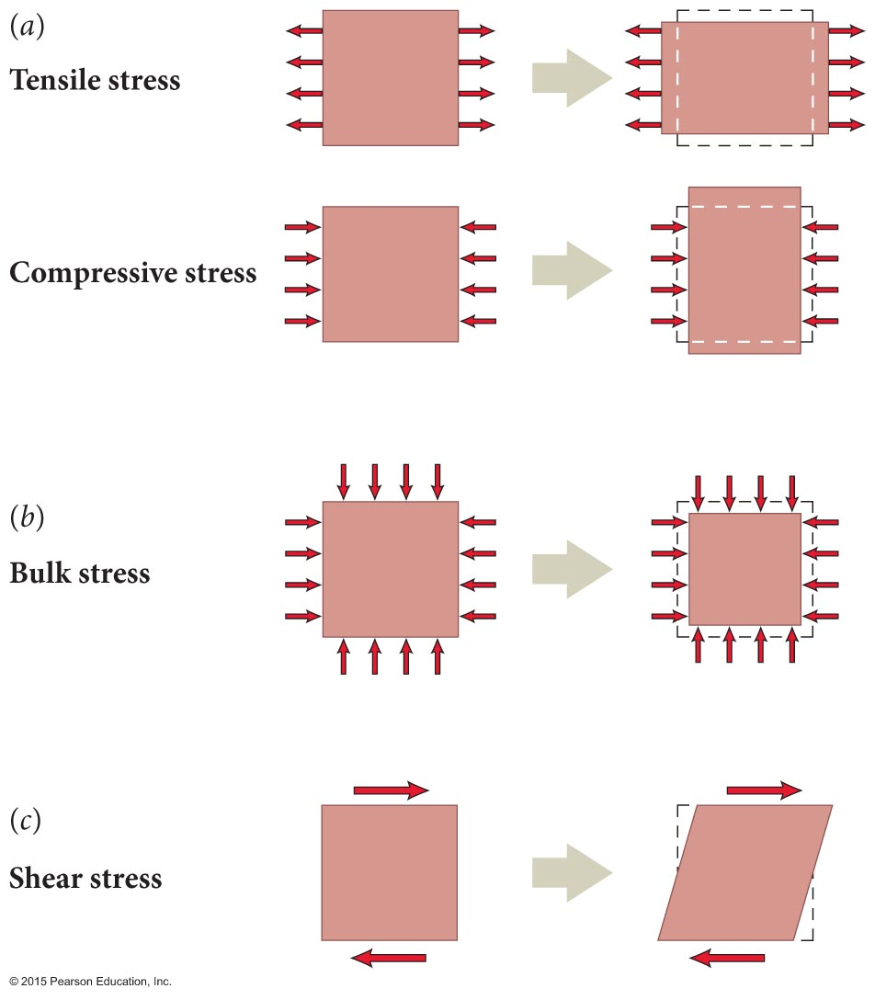 (a)
Tensile stress
Compressive stress
(b)
Bulk stress
(c)
Shear stress
© 2015 Pearson Education, Inc.